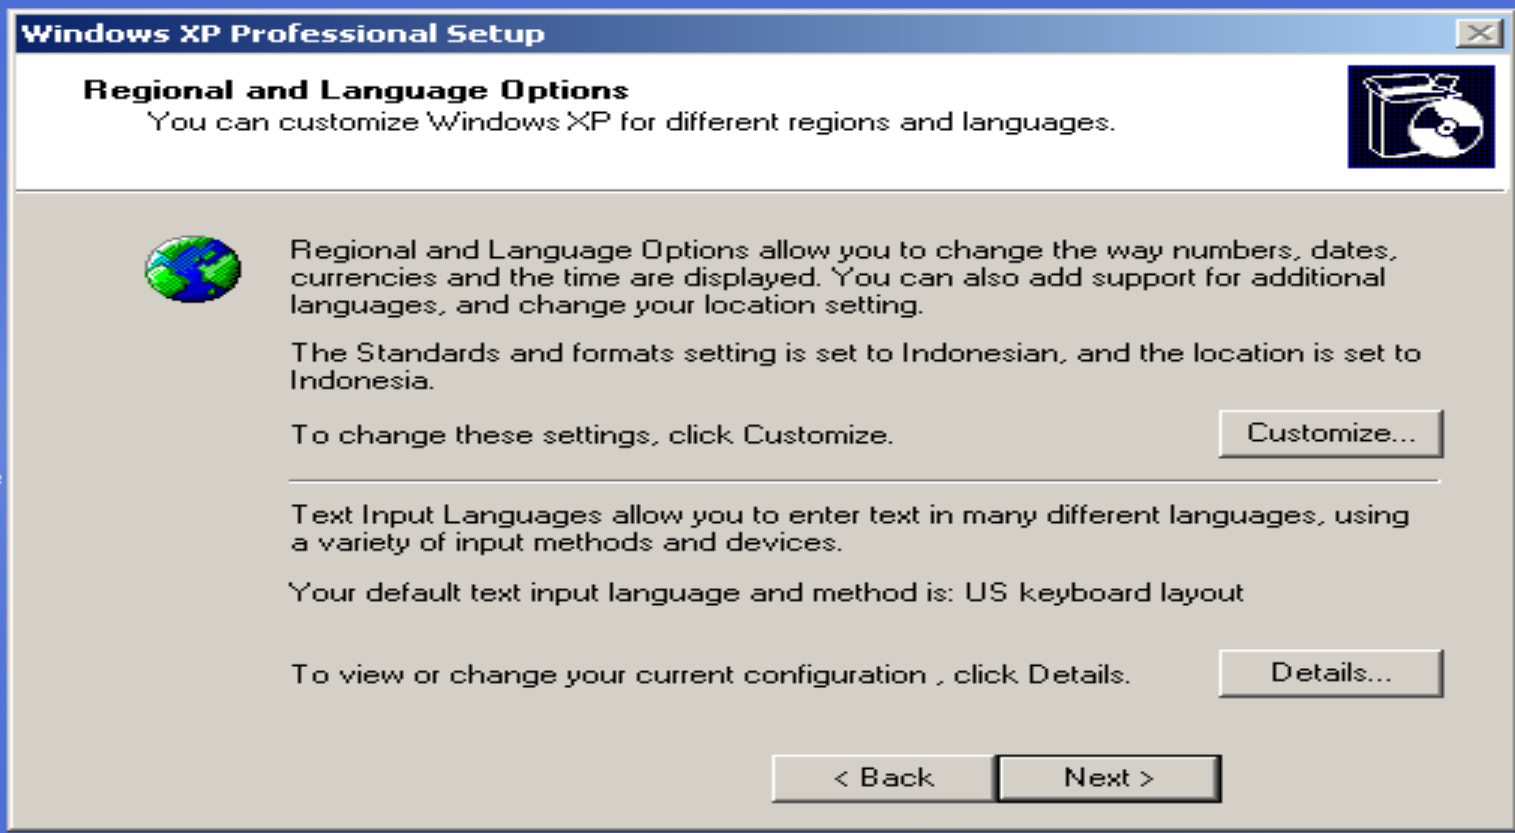 Windows XP Professional Setup
Regional and Language Options
You can customize Windows XP for different regions and languages.
Regional and Language Options allow you to change the way numbers, dates,
currencies and the time are displayed. You can also add support for additional
languages, and change your location setting.
The Standards and formats setting is set to Indonesian, and the location is set to
Indonesia.
To change these settings, click Customize.
Customize...
Text Input Languages allow you to enter text in many different languages, using
a variety of input methods and devices.
Your default text input language and method is: US keyboard layout
To view or change your current configuration , click Details.
Details...
< Back
Next >